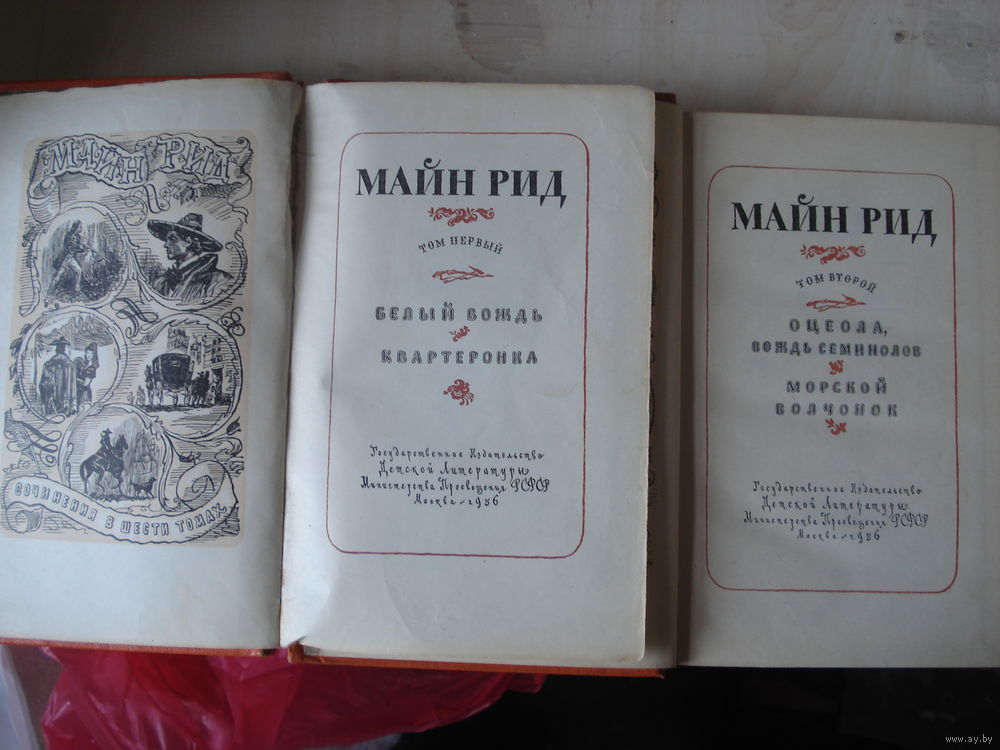 МАЙН РИД
СОЧИНЕНИЯ В ШЕСТИ ТОМАХ
МАЙН РИД
ТОМ ПЕРВЫЙ
БЕЛЫЙ ВОЖДЬ
КВАРТЕРОНКА
Государственное Издательство
Детской Литературы
Министерства Просвещения РСФСР
Москва 1956
МАЙН РИД
ТОМ ВТОРОЙ
ОЦЕОЛА,
ВОЖДЬ СЕМИНОЛОВ
МОРСКОЙ
ВОЛЧОНОК
Государственное Издательство
Детской Литературы
Министерства Просвещения РСФСР
Москва 1956
www.ay.by